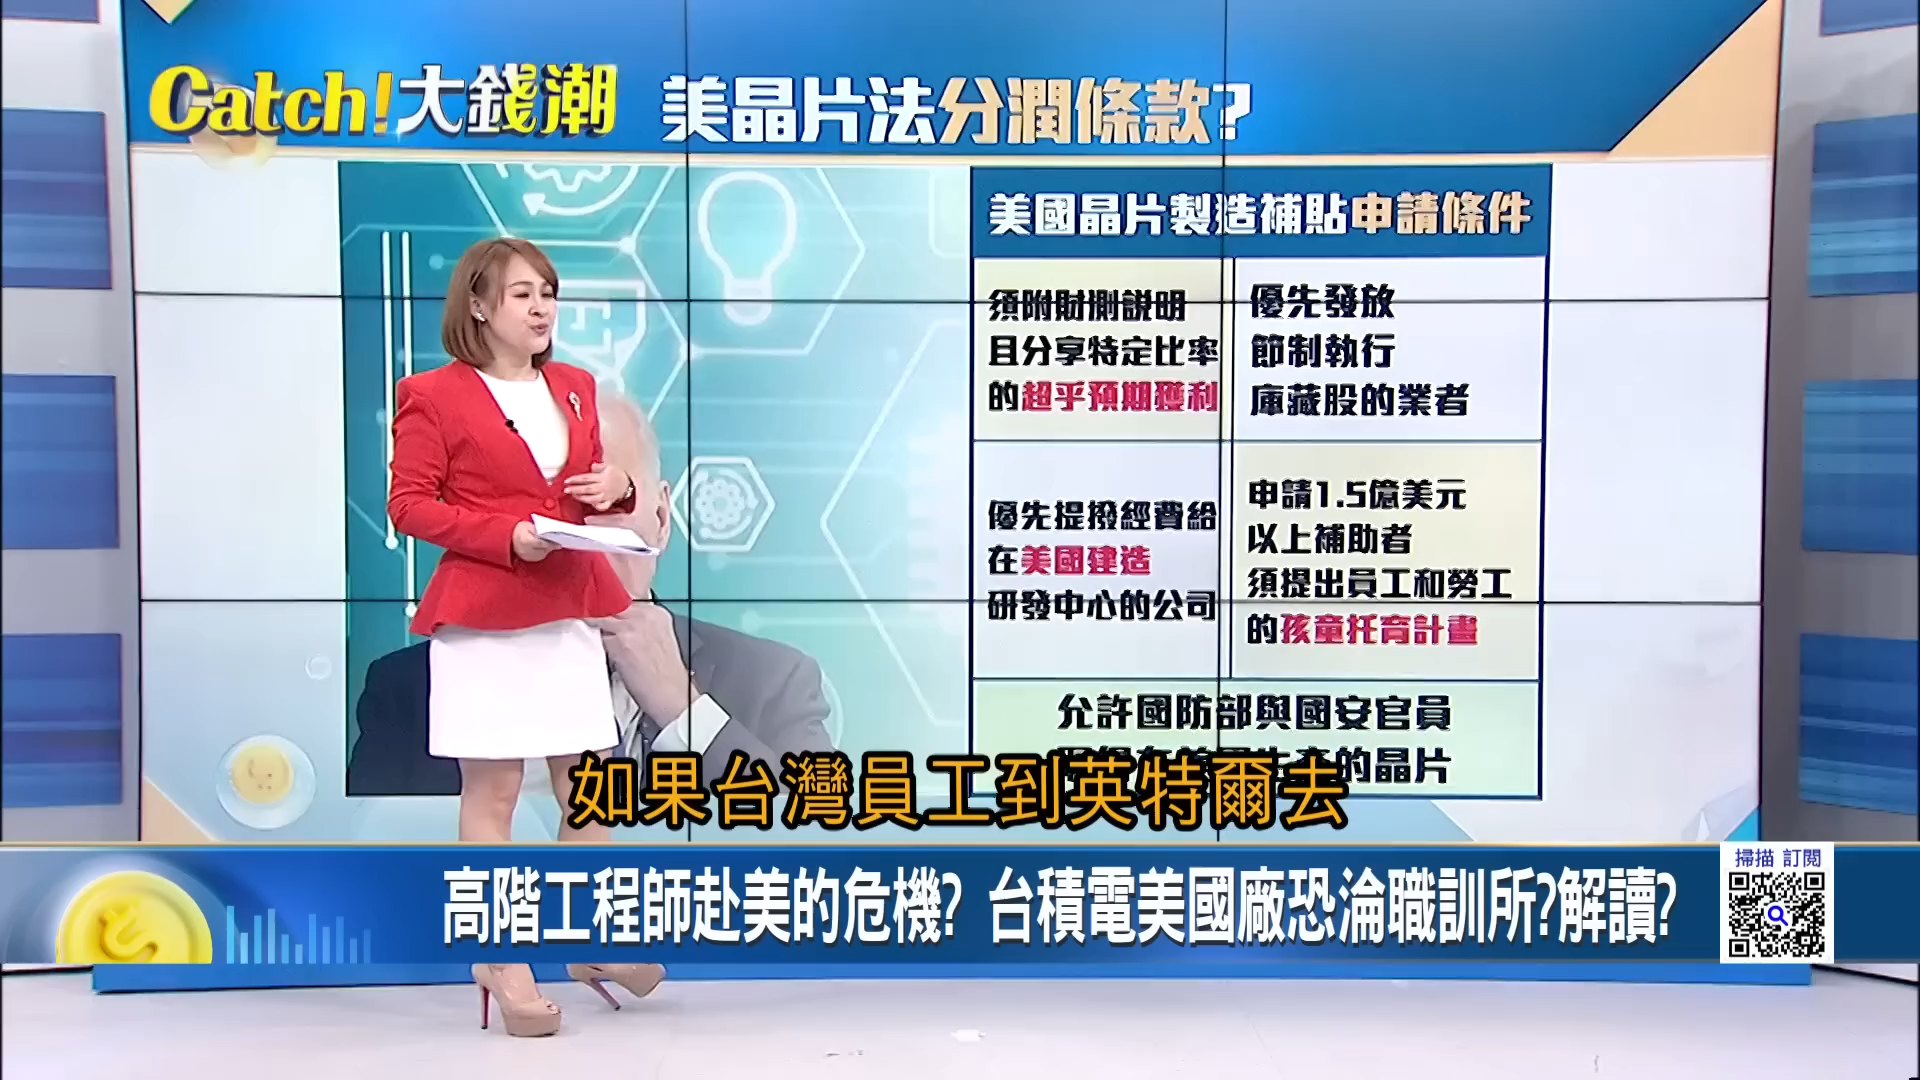 Catch!大錢潮
美晶片法分潤條款?
美國晶片製造補貼申請條件
須附財測說明
且分享特定比率
的超乎預期獲利
優先發放
節制執行
庫藏股的業者
優先提撥經費給
在美國建造
研發中心的公司
申請1.5億美元
以上補助者
須提出員工和勞工
的孩童托育計畫
允許國防部與國安官員
的晶片
如果台灣員工到英特爾去
高階工程師赴美的危機? 台積電美國廠恐淪職訓所?解讀?
掃描 訂閱